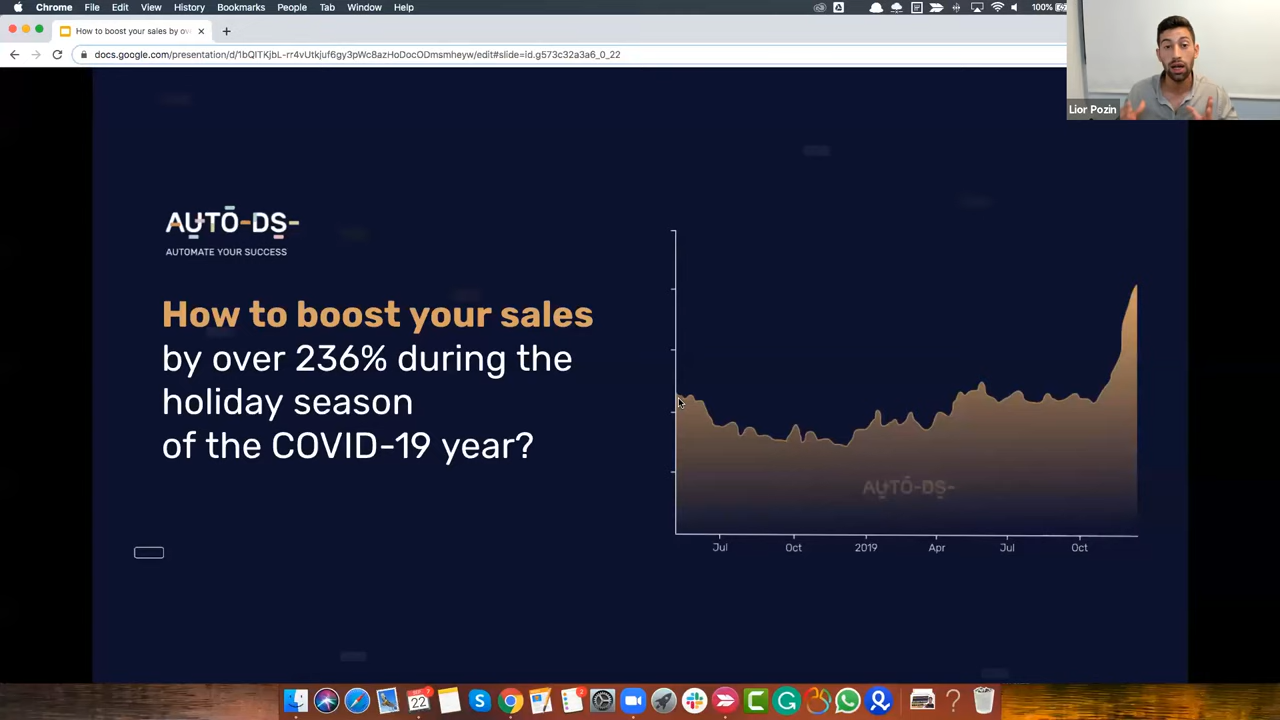 Chrome File Edit View History Bookmarks People Tab Window Help 100%
How to boost your sales by ov
docs.google.com/presentation/d/1bQITKjbL-rr4vUtkjuf6gy3pWc8azHoDocODmsmheyw/edit#slide=id.g573c32a3a6_0_22
Lior Pozin
AUTO-DS-
AUTOMATE YOUR SUCCESS
How to boost your sales
by over 236% during the
holiday season
of the COVID-19 year?
AUTO-DS-
Jul Oct 2019 Apr Jul Oct
22